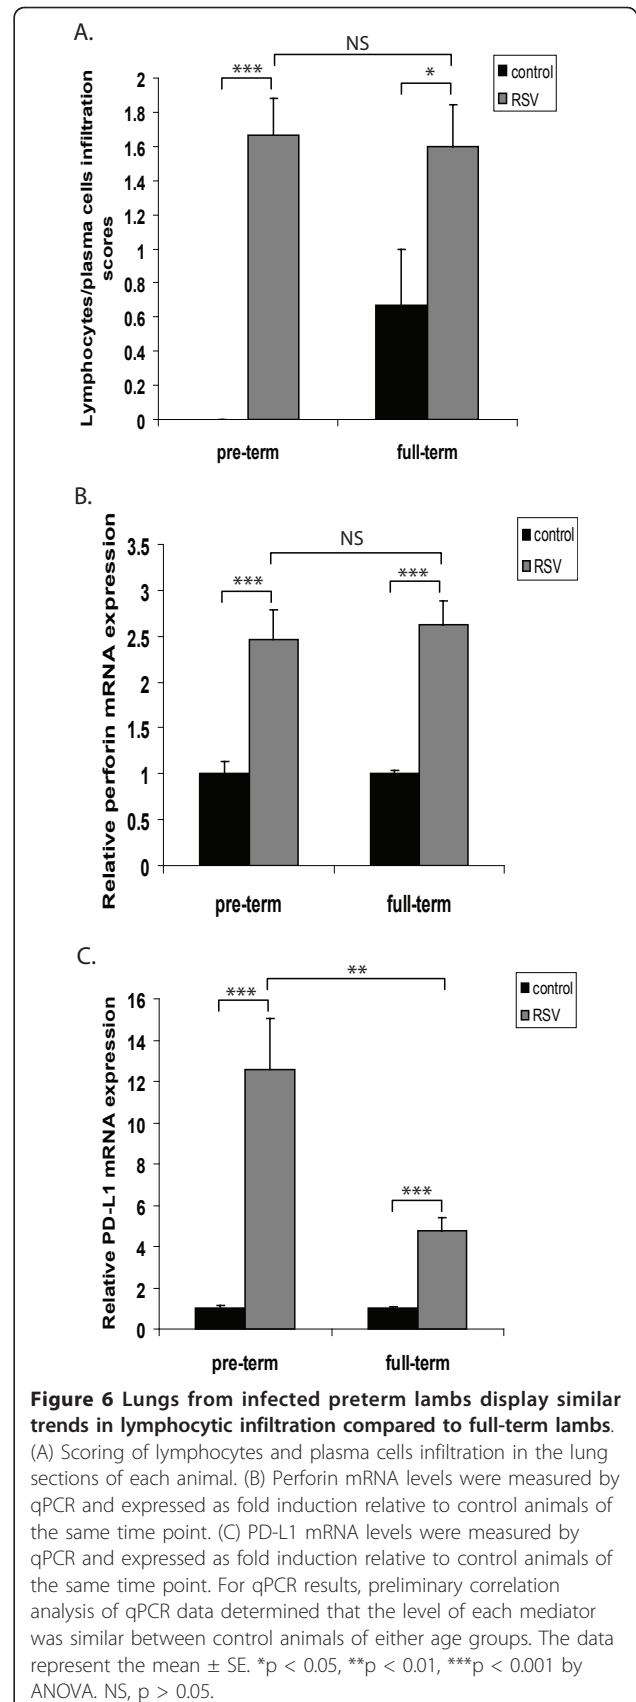 A.
NS
***
*
control
RSV
Lymphocytes/plasma cells infiltration
scores
2
1.8
1.6
1.4
1.2
1
0.8
0.6
0.4
0.2
0
pre-term
full-term
B.
NS
***
***
control
RSV
Relative perforin mRNA expression
3.5
3
2.5
2
1.5
1
0.5
0
pre-term
full-term
C.
**
***
***
control
RSV
Relative PD-L1 mRNA expression
16
14
12
10
8
6
4
2
0
pre-term
full-term
Figure 6 Lungs from infected preterm lambs display similar
trends in lymphocytic infiltration compared to full-term lambs.
(A) Scoring of lymphocytes and plasma cells infiltration in the lung
sections of each animal. (B) Perforin mRNA levels were measured by
qPCR and expressed as fold induction relative to control animals of
the same time point. (C) PD-L1 mRNA levels were measured by
qPCR and expressed as fold induction relative to control animals of
the same time point. For qPCR results, preliminary correlation
analysis of qPCR data determined that the level of each mediator
was similar between control animals of either age groups. The data
represent the mean ± SE. *p < 0.05, **p < 0.01, ***p < 0.001 by
ANOVA. NS, p > 0.05.